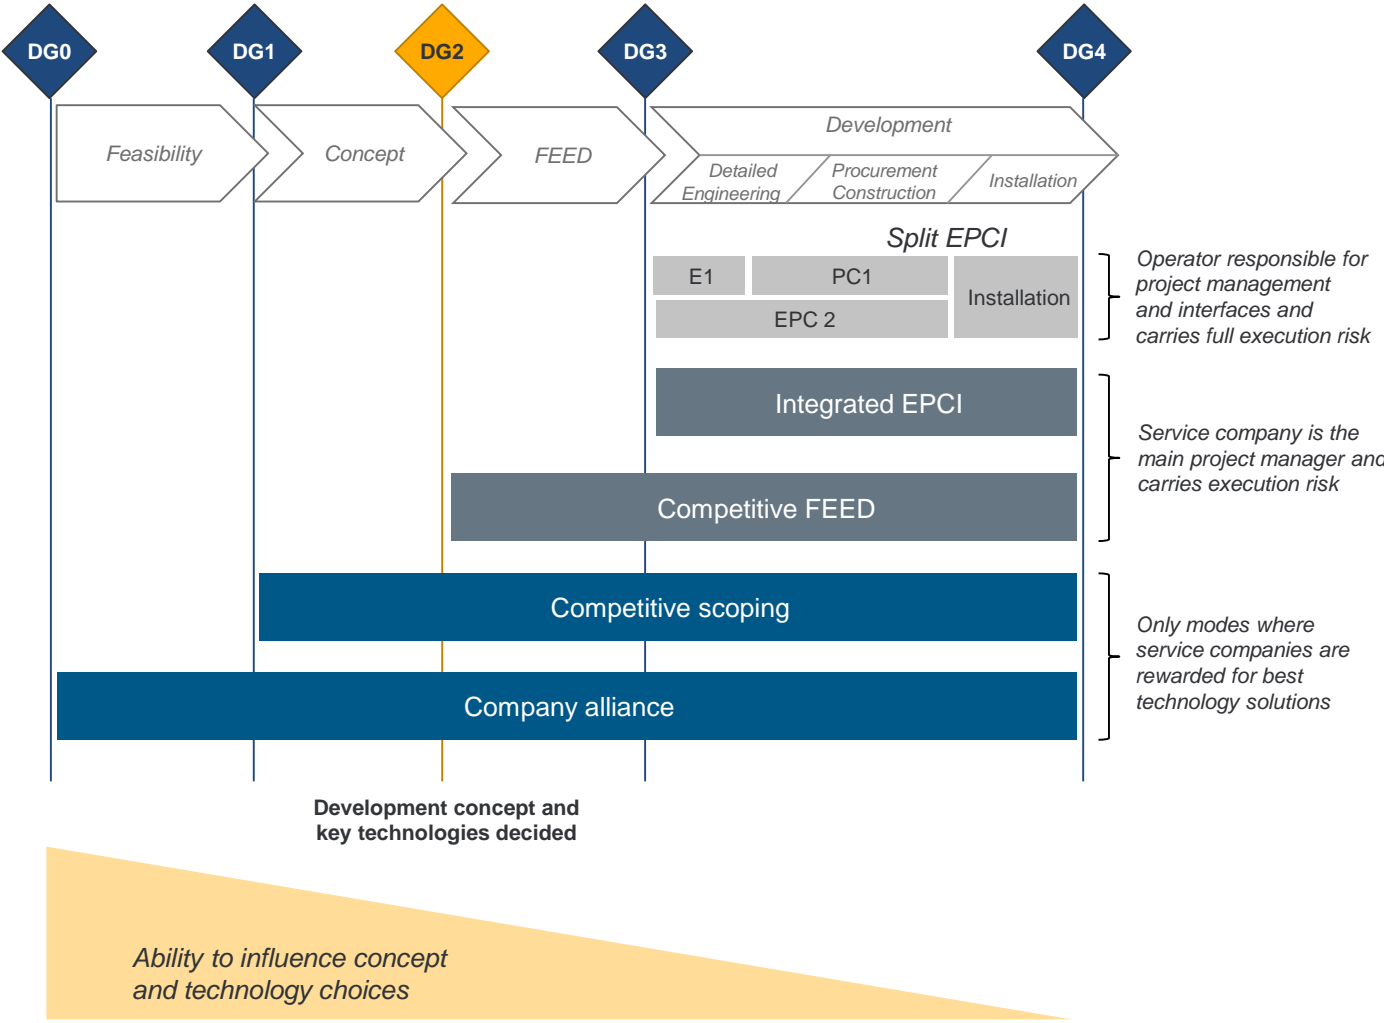 DG0
DG1
DG2
DG3
DG4
Feasibility
Concept
FEED
Development
Detailed
Engineering
Procurement
Construction
Installation
Split EPCI
E1
PC1
EPC 2
Installation
Operator responsible for
project management
and interfaces and
carries full execution risk
Integrated EPCI
Service company is the
main project manager and
carries execution risk
Competitive FEED
Competitive scoping
Only modes where
service companies are
rewarded for best
technology solutions
Company alliance
Development concept and
key technologies decided
Ability to influence concept
and technology choices